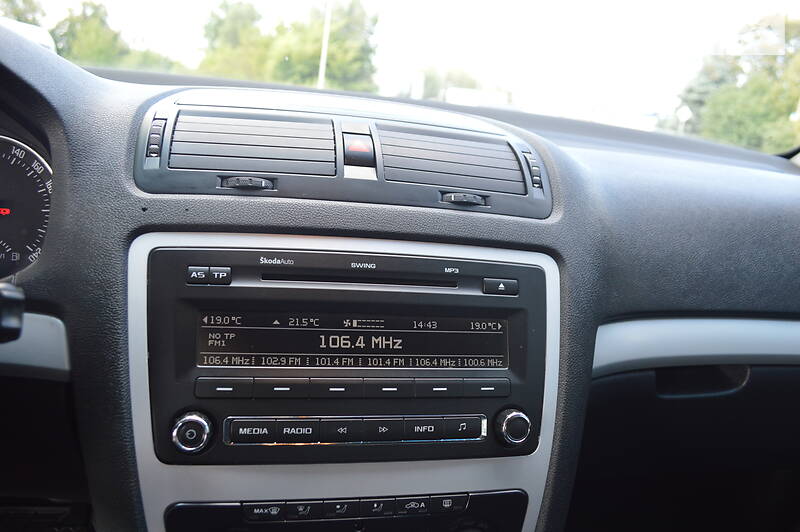 140
160
ŠkodaAuto
SWING
MP3
AS TP
19.0 °C 21.5 °C 14:43 19.0 °C
NO TP
FM1
106.4 MHz
106.4 MHz 102.9 FM 101.4 FM 101.4 FM 106.4 MHz 100.6 MHz
MEDIA RADIO INFO
MAX A